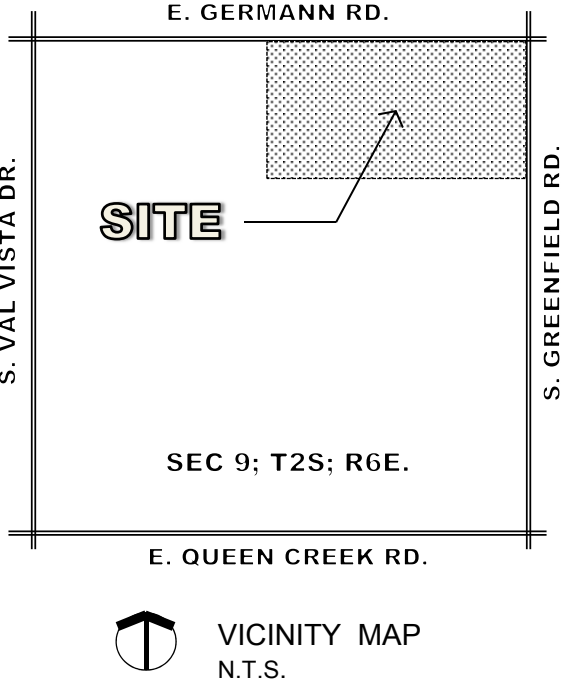 E. GERMANN RD.
S. VAL VISTA DR.
S. GREENFIELD RD.
SITE
SEC 9; T2S; R6E.
E. QUEEN CREEK RD.
VICINITY MAP
N.T.S.